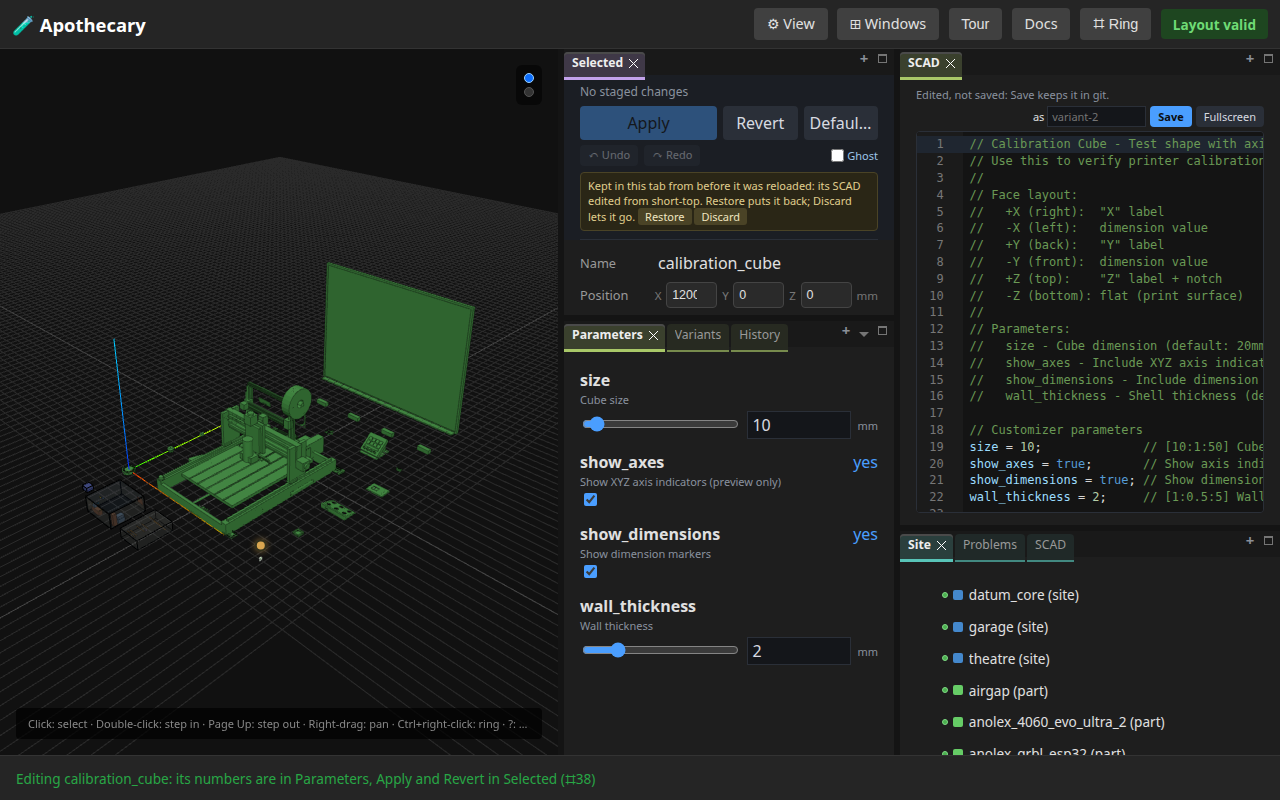 🧪 Apothecary
⚙ View
⊞ Windows
Tour
Docs
⌗ Ring
Layout valid
Selected
No staged changes
Apply
Revert
Defaul...
↶ Undo
↷ Redo
Ghost
Kept in this tab from before it was reloaded: its SCAD
edited from short-top. Restore puts it back; Discard
lets it go. Restore Discard
Name calibration_cube
Position X 1200 Y 0 Z 0 mm
Parameters
Variants
History
size
Cube size
10 mm
show_axes yes
Show XYZ axis indicators (preview only)
show_dimensions yes
Show dimension markers
wall_thickness
Wall thickness
2 mm
SCAD
Edited, not saved: Save keeps it in git.
as variant-2 Save Fullscreen
1 // Calibration Cube - Test shape with axi
2 // Use this to verify printer calibration
3 //
4 // Face layout:
5 //   +X (right):  "X" label
6 //   -X (left):   dimension value
7 //   +Y (back):   "Y" label
8 //   -Y (front):  dimension value
9 //   +Z (top):    "Z" label + notch
10 //   -Z (bottom): flat (print surface)
11 //
12 // Parameters:
13 //   size - Cube dimension (default: 20mm
14 //   show_axes - Include XYZ axis indicat
15 //   show_dimensions - Include dimension
16 //   wall_thickness - Shell thickness (de
17
18 // Customizer parameters
19 size = 10;             // [10:1:50] Cube
20 show_axes = true;      // Show axis indi
21 show_dimensions = true; // Show dimension
22 wall_thickness = 2;    // [1:0.5:5] Wall
Site
Problems
SCAD
datum_core (site)
garage (site)
theatre (site)
airgap (part)
anolex_4060_evo_ultra_2 (part)
anolex_grbl_esp32 (part)
Click: select · Double-click: step in · Page Up: step out · Right-drag: pan · Ctrl+right-click: ring · ?: ...
Editing calibration_cube: its numbers are in Parameters, Apply and Revert in Selected (⌗38)